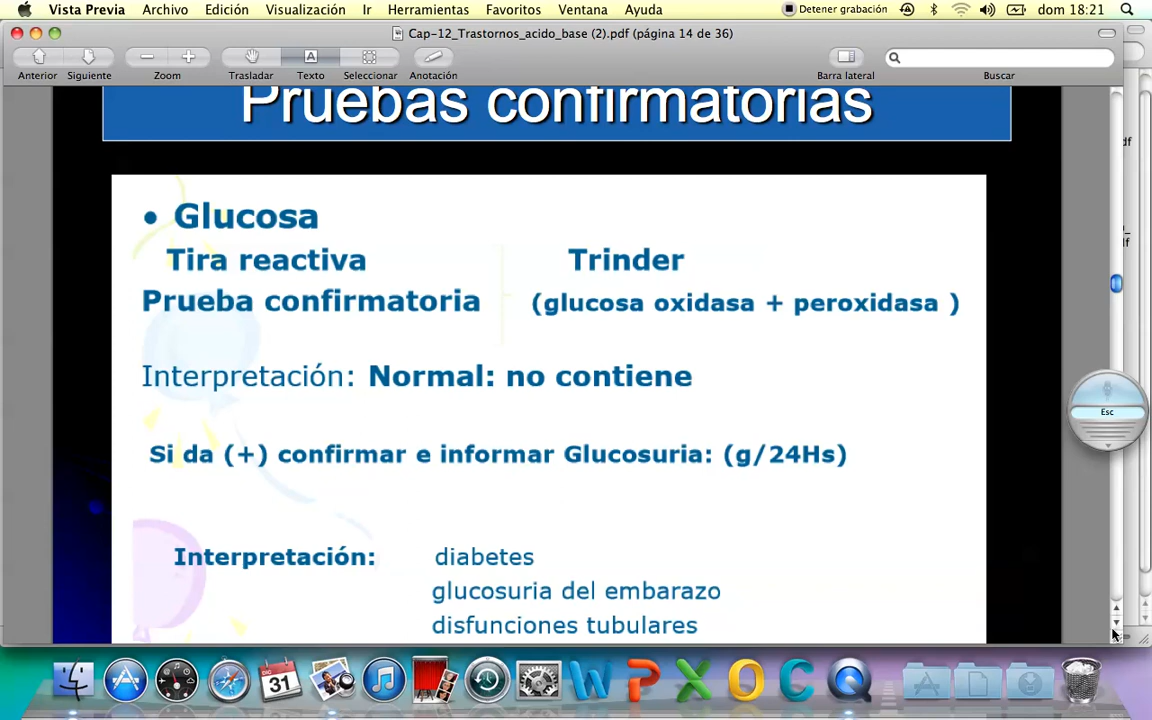 Vista Previa Archivo Edición Visualización Ir Herramientas Favoritos Ventana Ayuda Detener grabación dom 18:21
Cap-12_Trastornos_acido_base (2).pdf (página 14 de 36)
Anterior Siguiente Zoom Trasladar Texto Seleccionar Anotación Barra lateral Buscar
Pruebas confirmatorias
• Glucosa
Tira reactiva Trinder
Prueba confirmatoria (glucosa oxidasa + peroxidasa )
Interpretación: Normal: no contiene
Esc
Si da (+) confirmar e informar Glucosuria: (g/24Hs)
Interpretación: diabetes
glucosuria del embarazo
disfunciones tubulares
31